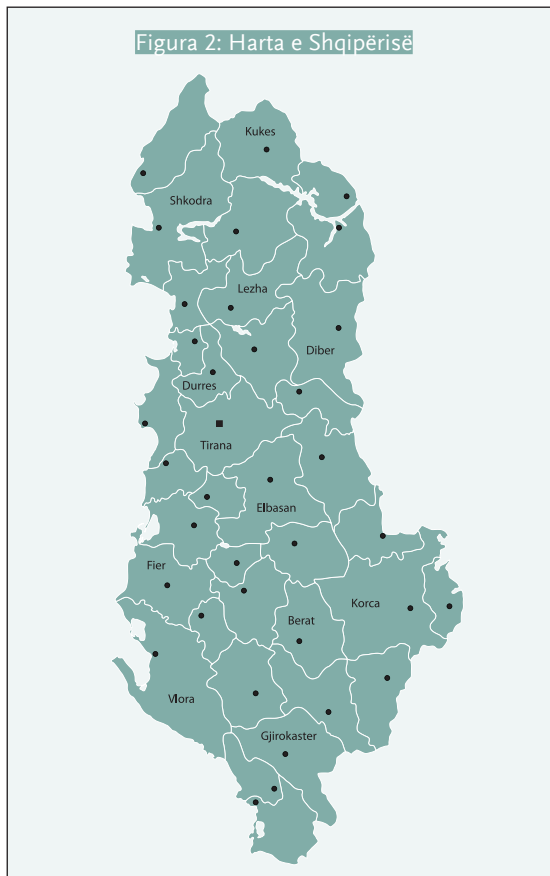 Figura 2: Harta e Shqipërisë
Kukes
Shkodra
Lezha
Diber
Durres
Tirana
Elbasan
Fier
Korca
Berat
Vlora
Gjirokaster